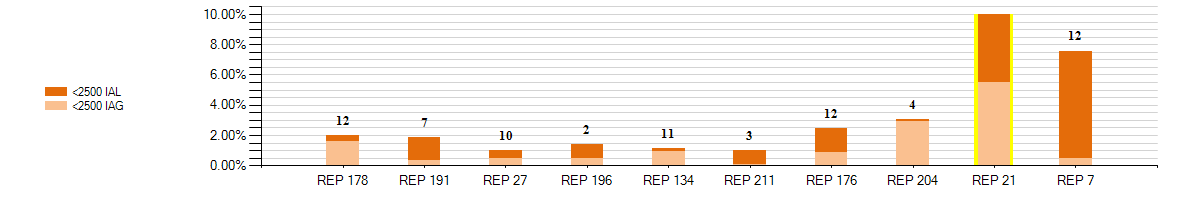 10.00%
8.00%
6.00%
4.00%
2.00%
0.00%
<2500 IAL
<2500 IAG
12
7
10
2
11
3
12
4
12
REP 178
REP 191
REP 27
REP 196
REP 134
REP 211
REP 176
REP 204
REP 21
REP 7